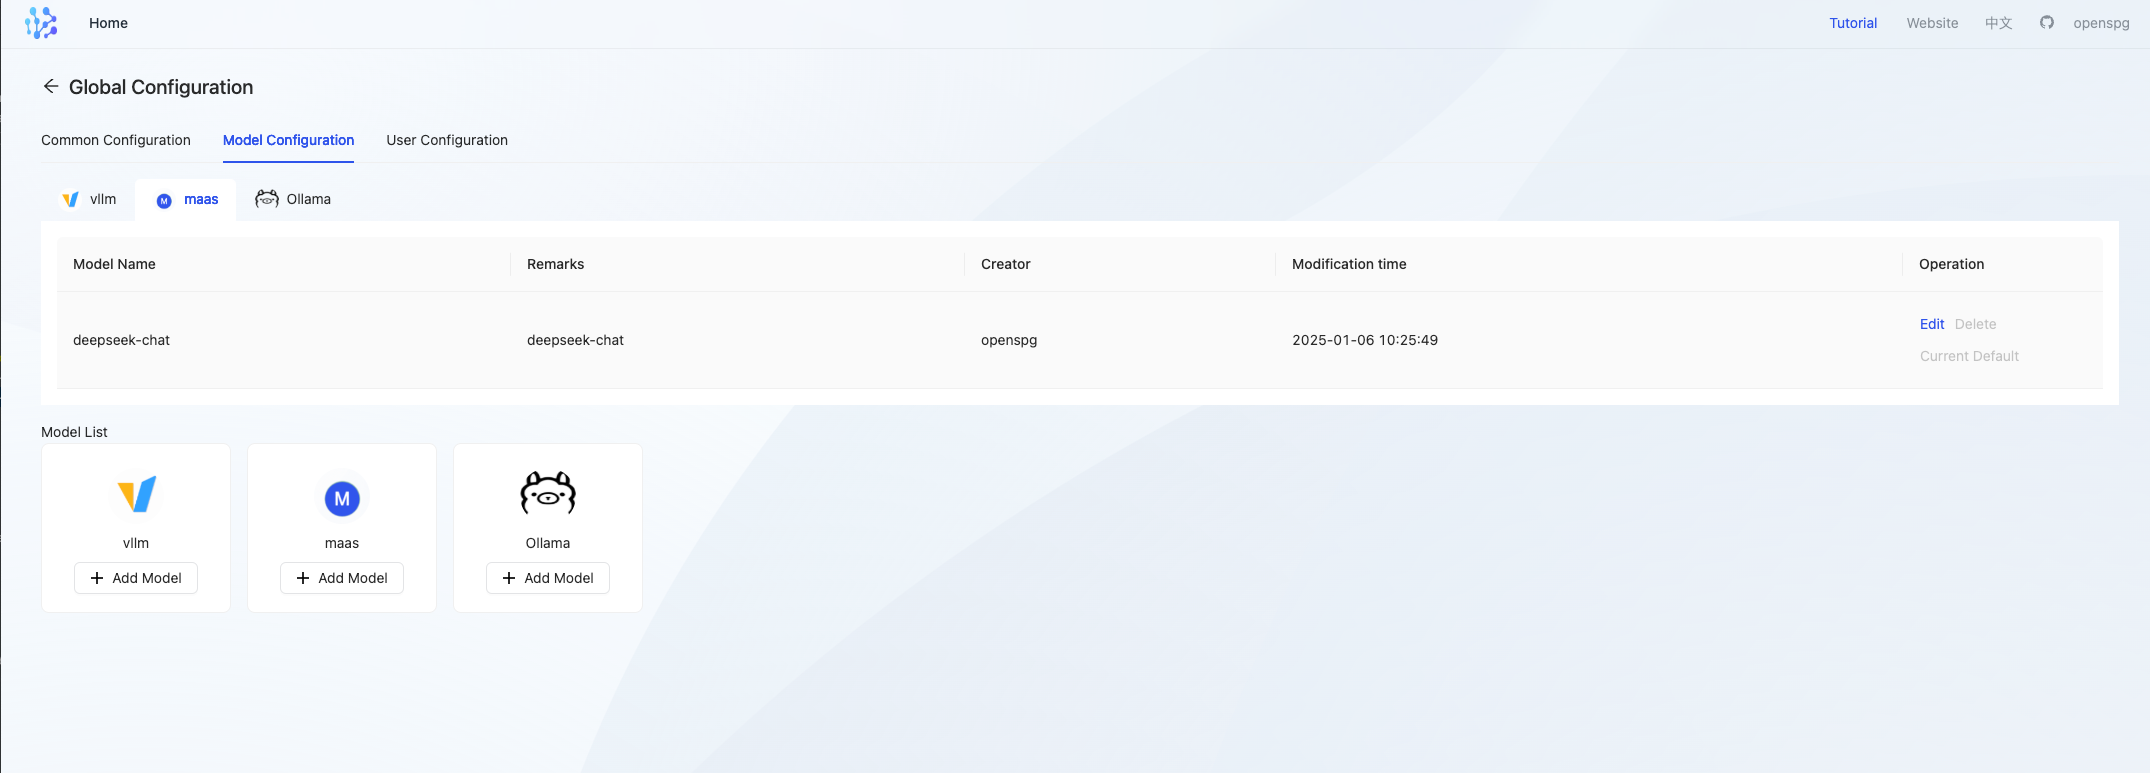 Home Tutorial Website 中文 openspg
Global Configuration
Common Configuration Model Configuration User Configuration
vllm M maas Ollama
Model Name Remarks Creator Modification time Operation
deepseek-chat deepseek-chat openspg 2025-01-06 10:25:49 Edit Delete
Current Default
Model List
M
vllm maas Ollama
+ Add Model + Add Model + Add Model